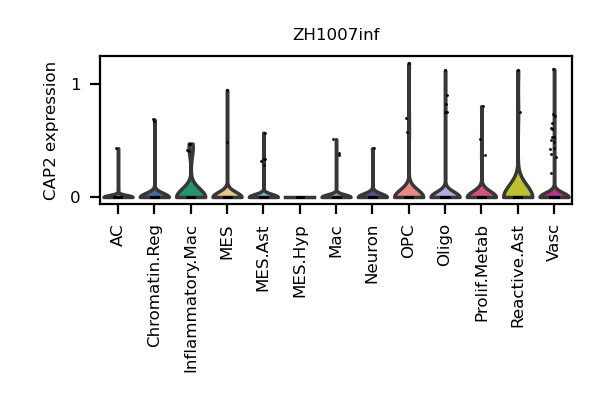 ZH1007inf
CAP2 expression
1
0
AC
Chromatin.Reg
Inflammatory.Mac
MES
MES.Ast
MES.Hyp
Mac
Neuron
OPC
Oligo
Prolif.Metab
Reactive.Ast
Vasc